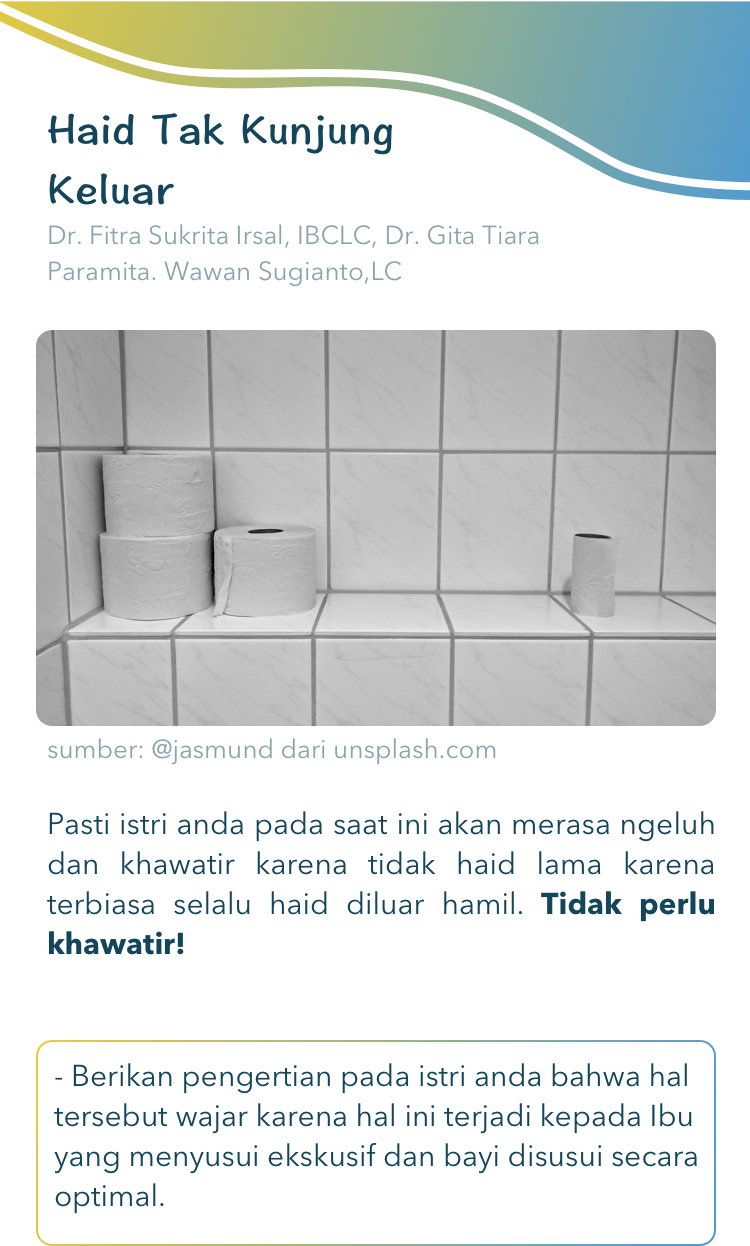 Haid Tak Kunjung
Keluar
Dr. Fitra Sukrita Irsal, IBCLC, Dr. Gita Tiara
Paramita. Wawan Sugianto,LC
sumber: @jasmund dari unsplash.com
Pasti istri anda pada saat ini akan merasa ngeluh
dan khawatir karena tidak haid lama karena
terbiasa selalu haid diluar hamil. Tidak perlu
khawatir!
- Berikan pengertian pada istri anda bahwa hal
tersebut wajar karena hal ini terjadi kepada Ibu
yang menyusui ekskusif dan bayi disusui secara
optimal.